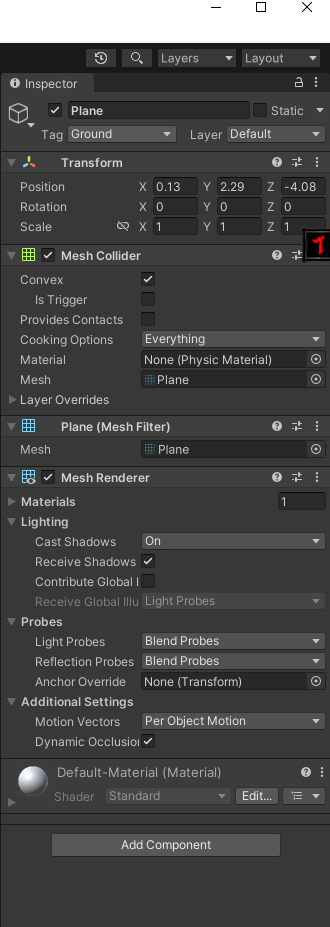 Layers Layout
Inspector
Plane Static
Tag Ground Layer Default
Transform
Position X 0.13 Y 2.29 Z -4.08
Rotation X 0 Y 0 Z 0
Scale X 1 Y 1 Z 1
Mesh Collider
Convex
Is Trigger
Provides Contacts
Cooking Options Everything
Material None (Physic Material)
Mesh Plane
Layer Overrides
Plane (Mesh Filter)
Mesh Plane
Mesh Renderer
Materials 1
Lighting
Cast Shadows On
Receive Shadows
Contribute Global I
Receive Global Illu Light Probes
Probes
Light Probes Blend Probes
Reflection Probes Blend Probes
Anchor Override None (Transform)
Additional Settings
Motion Vectors Per Object Motion
Dynamic Occlusion
Default-Material (Material)
Shader Standard Edit...
Add Component